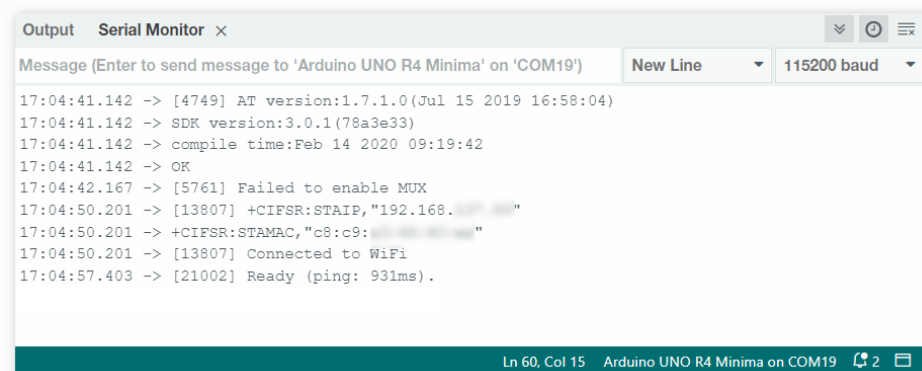 Output Serial Monitor ×
Message (Enter to send message to 'Arduino UNO R4 Minima' on 'COM19') New Line 115200 baud
17:04:41.142 -> [4749] AT version:1.7.1.0(Jul 15 2019 16:58:04)
17:04:41.142 -> SDK version:3.0.1(78a3e33)
17:04:41.142 -> compile time:Feb 14 2020 09:19:42
17:04:41.142 -> OK
17:04:42.167 -> [5761] Failed to enable MUX
17:04:50.201 -> [13807] +CIFSR:STAIP,"192.168. "
17:04:50.201 -> +CIFSR:STAMAC,"c8:c9: "
17:04:50.201 -> [13807] Connected to WiFi
17:04:57.403 -> [21002] Ready (ping: 931ms).
Ln 60, Col 15 Arduino UNO R4 Minima on COM19 2